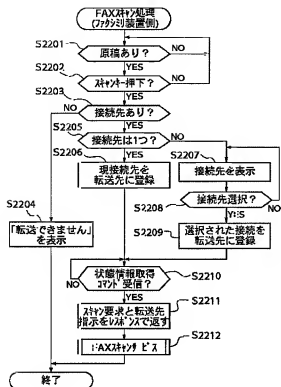 FAXスキャン処理
(ファクシミリ装置側)
S2201
原稿あり？
NO
YES
S2202
スキャンキー押下？
NO
YES
S2203
NO
接続先あり？
YES
S2205
接続先は1つ？
NO
YES
S2206
現接続先を
転送先に登録
S2207
接続先を表示
S2208
接続先選択？
NO
YES
S2209
選択された接続を
転送先に登録
S2204
「転送できません」
を表示
S2210
状態情報取得
コマンド受信？
NO
YES
S2211
スキャン要求と転送先
指示をレスポンスで返す
S2212
FAXスキャンサービス
終了